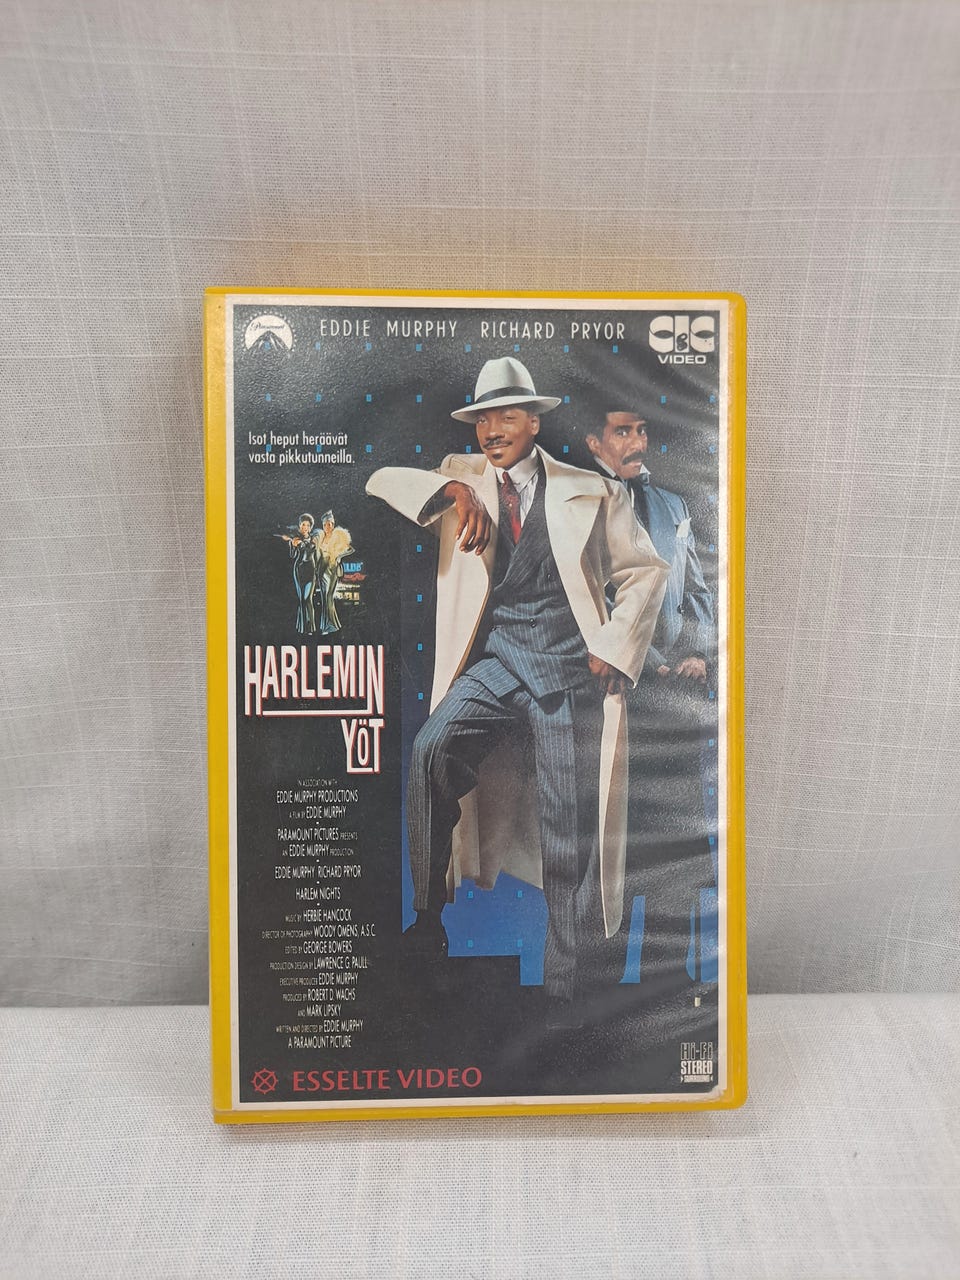 Paramount
EDDIE MURPHY RICHARD PRYOR
CIC
VIDEO
Isot heput heräävät
vasta pikkutunneilla.
HARLEMIN
YÖT
IN ASSOCIATION WITH
EDDIE MURPHY PRODUCTIONS
A FILM BY EDDIE MURPHY
PARAMOUNT PICTURES PRESENTS
AN EDDIE MURPHY PRODUCTION
EDDIE MURPHY RICHARD PRYOR
HARLEM NIGHTS
MUSIC BY HERBIE HANCOCK
DIRECTOR OF PHOTOGRAPHY WOODY OMENS, A.S.C.
EDITED BY GEORGE BOWERS
PRODUCTION DESIGN BY LAWRENCE G. PAULL
EXECUTIVE PRODUCER EDDIE MURPHY
PRODUCED BY ROBERT D. WACHS
AND MARK LIPSKY
WRITTEN AND DIRECTED BY EDDIE MURPHY
A PARAMOUNT PICTURE
ESSELTE VIDEO
Hi-Fi
STEREO
SURROUND